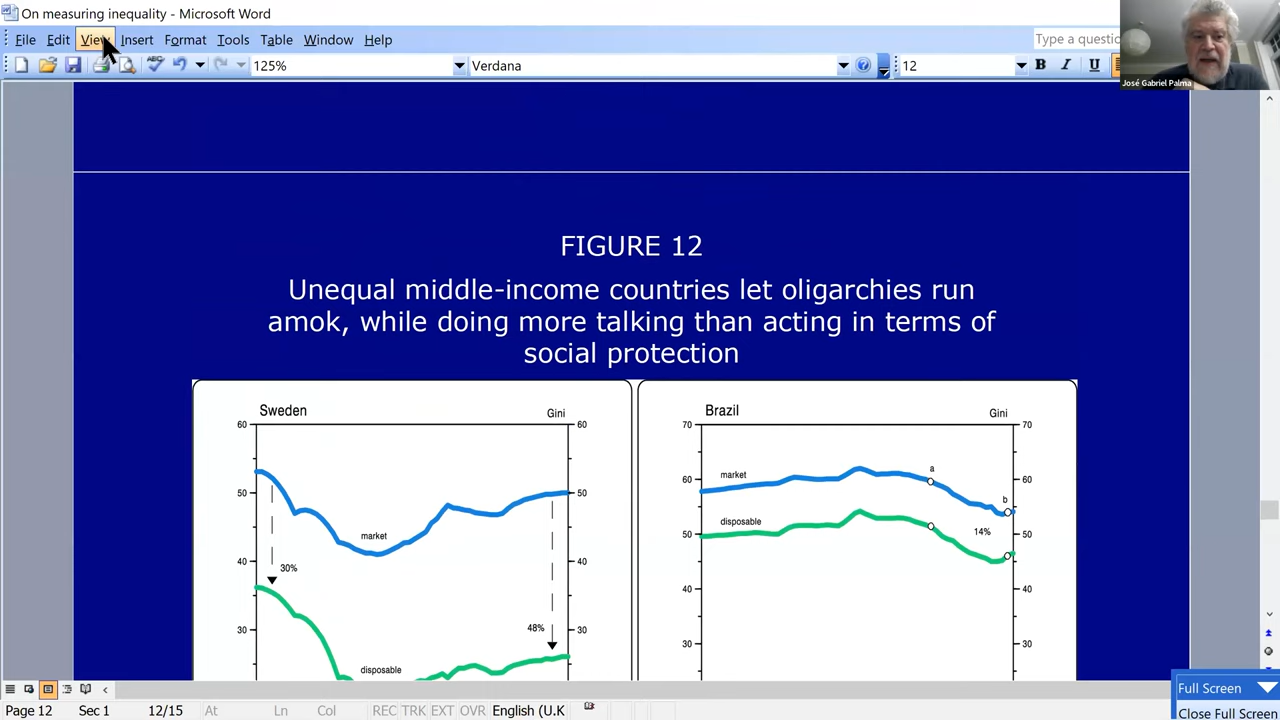 On measuring inequality - Microsoft Word
File Edit View Insert Format Tools Table Window Help
Type a questi
125% Verdana 12 B I U
José Gabriel Palma
FIGURE 12
Unequal middle-income countries let oligarchies run
amok, while doing more talking than acting in terms of
social protection
Sweden Gini
60 60
50 50
market
40 40
30%
48%
30 30
disposable
Brazil Gini
70 70
a
market
60 60
b
disposable
14%
50 50
40 40
30 30
Full Screen
Close Full Screen
Page 12 Sec 1 12/15 At Ln Col REC TRK EXT OVR English (U.K